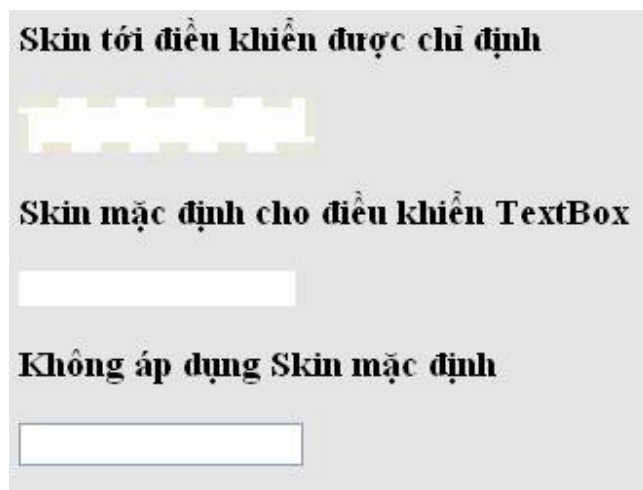 Skin tới điều khiển được chỉ định
Skin mặc định cho điều khiển TextBox
Không áp dụng Skin mặc định